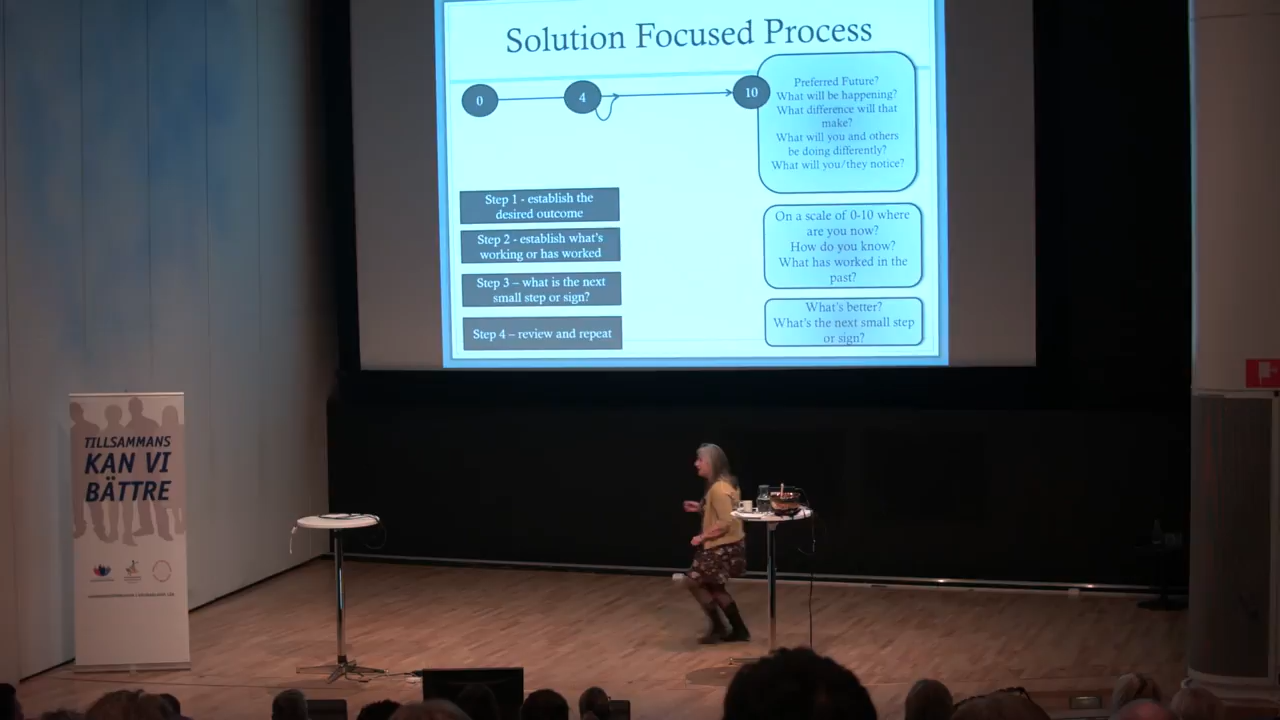 Solution Focused Process
0
4
10
Preferred Future?
What will be happening?
What difference will that
make?
What will you and others
be doing differently?
What will you/they notice?
Step 1 - establish the
desired outcome
Step 2 - establish what's
working or has worked
Step 3 – what is the next
small step or sign?
Step 4 – review and repeat
On a scale of 0-10 where
are you now?
How do you know?
What has worked in the
past?
What's better?
What's the next small step
or sign?
TILLSAMMANS
KAN VI
BÄTTRE